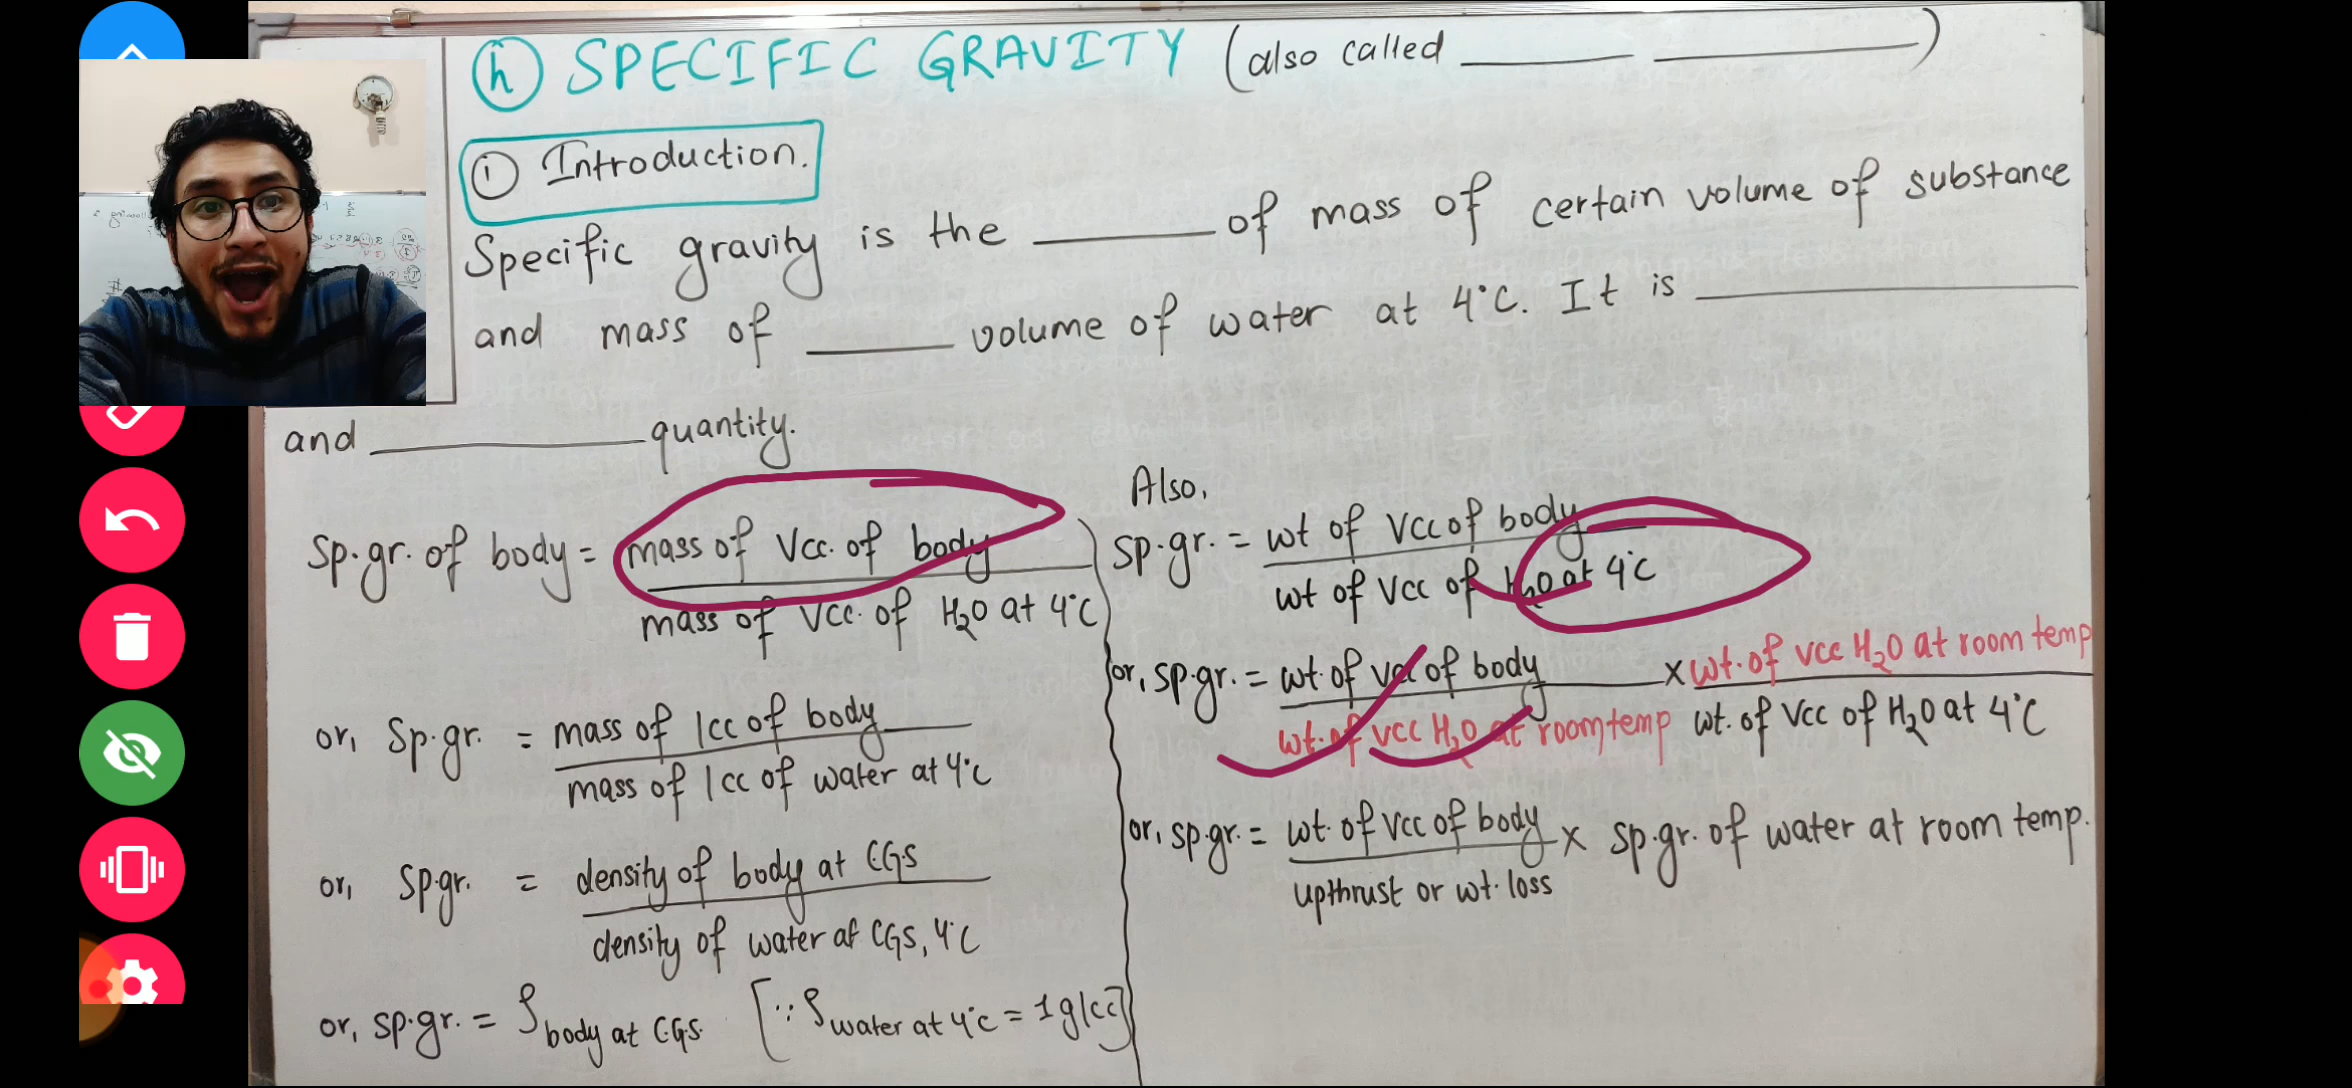 (h) SPECIFIC GRAVITY (also called ______ ______)
(i) Introduction.
Specific gravity is the ______ of mass of certain volume of substance
and mass of ______ volume of water at 4°C. It is ______
and ______ quantity.
Sp.gr. of body = mass of Vcc. of body
mass of Vcc. of H₂O at 4°C
or, Sp.gr. = mass of 1cc of body
mass of 1cc of water at 4°C
or, Sp.gr. = density of body at C.G.S
density of water at CGS, 4°C
or, sp.gr. = ρ body at C.G.S. [∵ ρ water at 4°C = 1g/cc]
Also,
Sp.gr. = wt of Vcc of body
wt of Vcc of H₂O at 4°C
or, sp.gr. = wt. of vcc of body × wt. of vcc H₂O at room temp
wt. of vcc H₂O at room temp wt. of Vcc of H₂O at 4°C
or, sp.gr. = wt. of Vcc of body × sp.gr. of water at room temp.
upthrust or wt. loss